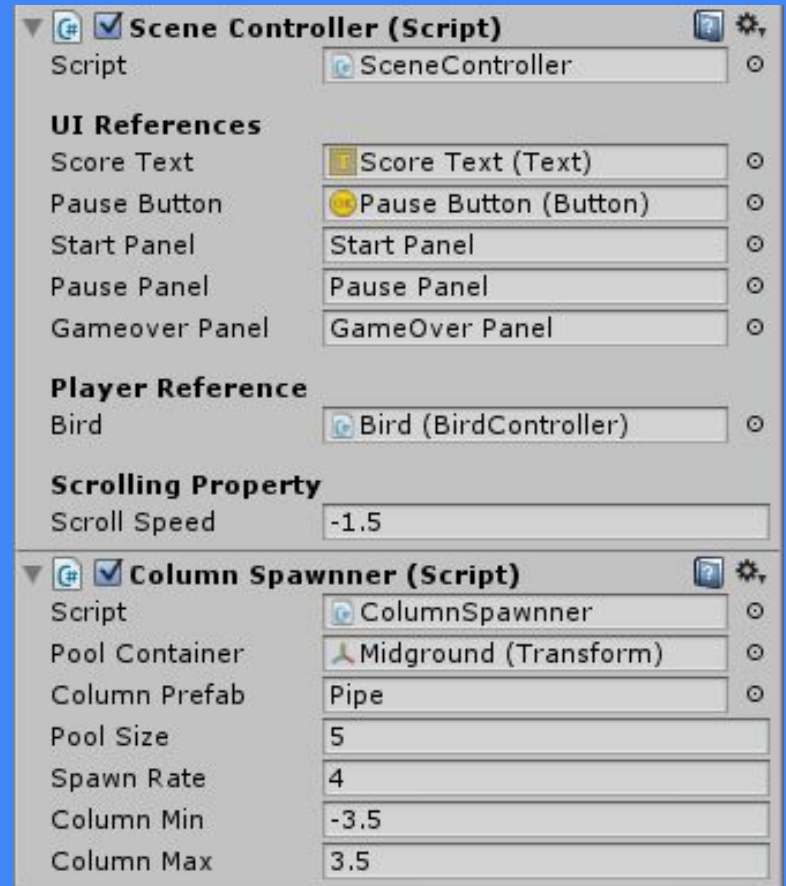 Scene Controller (Script)
Script SceneController
UI References
Score Text Score Text (Text)
Pause Button Pause Button (Button)
Start Panel Start Panel
Pause Panel Pause Panel
Gameover Panel GameOver Panel
Player Reference
Bird Bird (BirdController)
Scrolling Property
Scroll Speed -1.5
Column Spawnner (Script)
Script ColumnSpawnner
Pool Container Midground (Transform)
Column Prefab Pipe
Pool Size 5
Spawn Rate 4
Column Min -3.5
Column Max 3.5